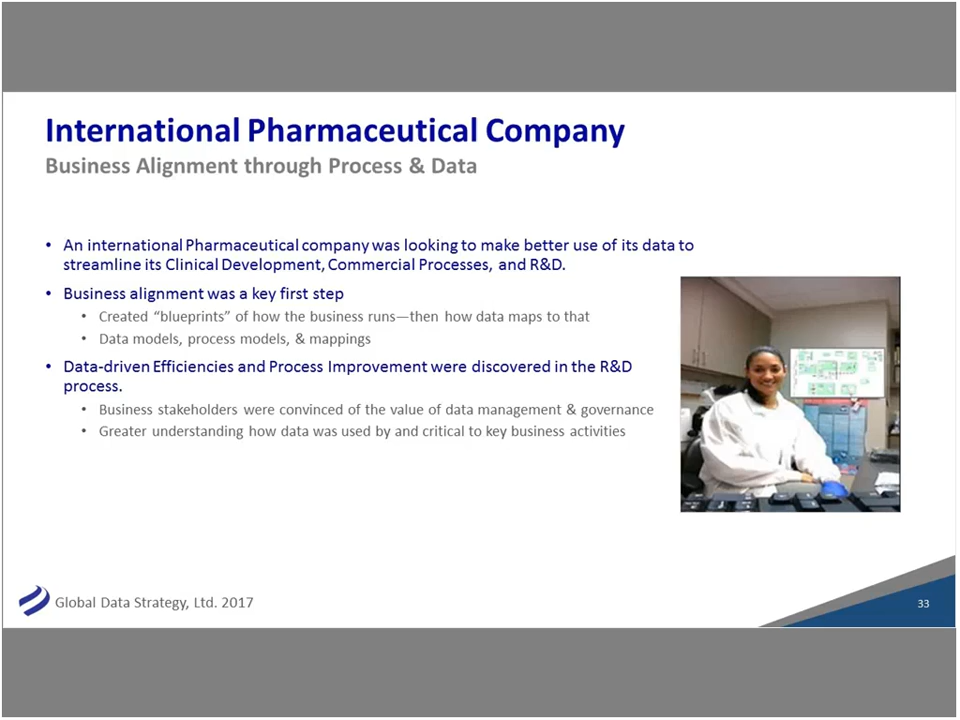 International Pharmaceutical Company
Business Alignment through Process & Data
• An international Pharmaceutical company was looking to make better use of its data to
streamline its Clinical Development, Commercial Processes, and R&D.
• Business alignment was a key first step
• Created “blueprints” of how the business runs—then how data maps to that
• Data models, process models, & mappings
• Data-driven Efficiencies and Process Improvement were discovered in the R&D
process.
• Business stakeholders were convinced of the value of data management & governance
• Greater understanding how data was used by and critical to key business activities
Global Data Strategy, Ltd. 2017
33